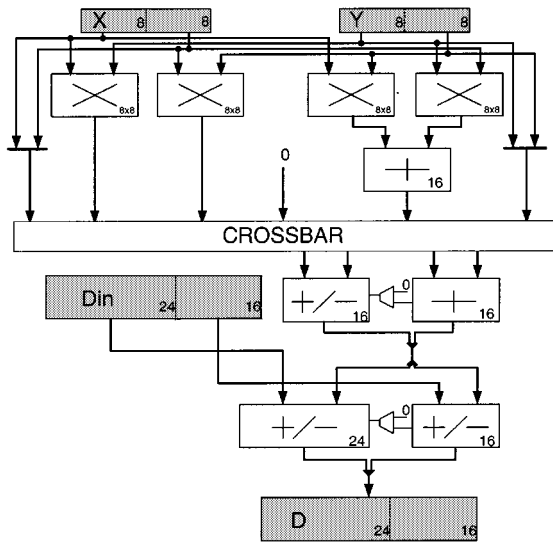 X 8 8 Y 8 8
8x8 8x8 8x8 8x8
0 + 16
CROSSBAR
Din 24 16 +/− 16 0 + 16
+/− 24 0 +/− 16
D 24 16